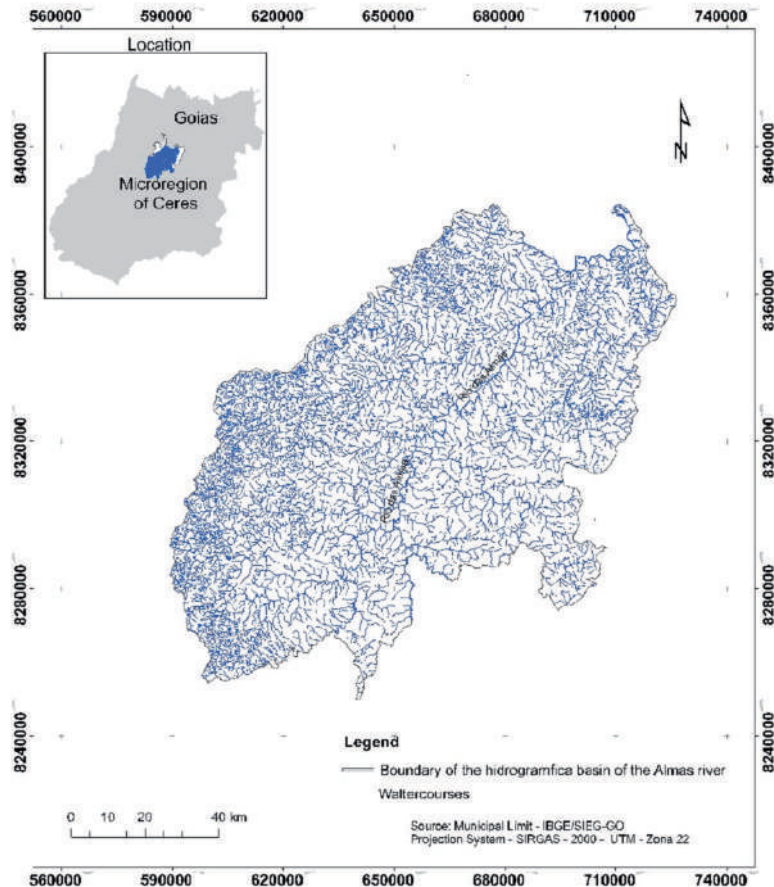 560000 590000 620000 650000 680000 710000 740000
Location
Goias
Microregion
of Ceres
N
8400000 8400000
8360000 8360000
8320000 8320000
8280000 8280000
8240000 8240000
Legend
Boundary of the hidrogramfica basin of the Almas river
Waltercourses
0 10 20 40 km
Source: Municipal Limit - IBGE/SIEG-GO
Projection System - SIRGAS - 2000 - UTM - Zona 22
560000 590000 620000 650000 680000 710000 740000